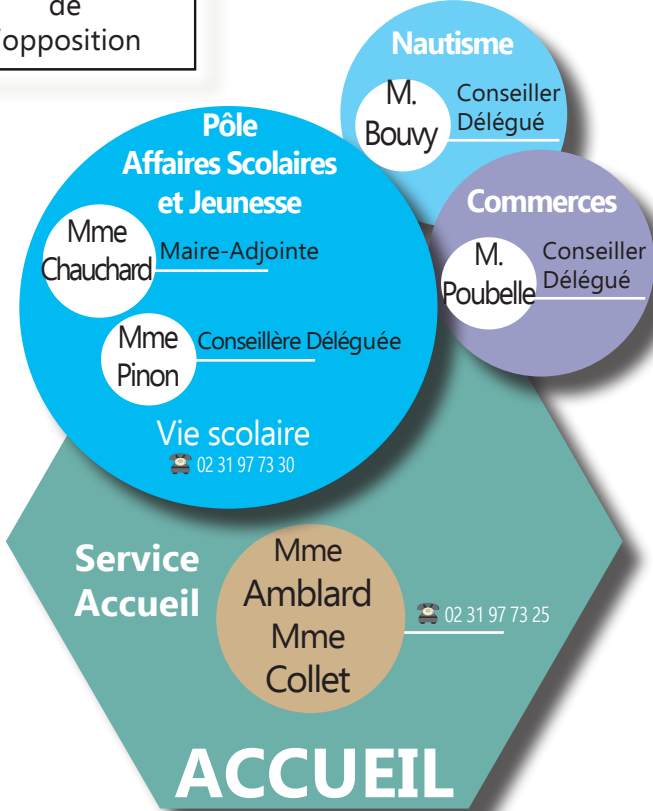 de
l'opposition
Nautisme
M.
Bouvy
Conseiller
Délégué
Pôle
Affaires Scolaires
et Jeunesse
Mme
Chauchard
Maire-Adjointe
Mme
Pinon
Conseillère Déléguée
Vie scolaire
02 31 97 73 30
Commerces
M.
Poubelle
Conseiller
Délégué
Service
Accueil
Mme
Amblard
Mme
Collet
02 31 97 73 25
ACCUEIL